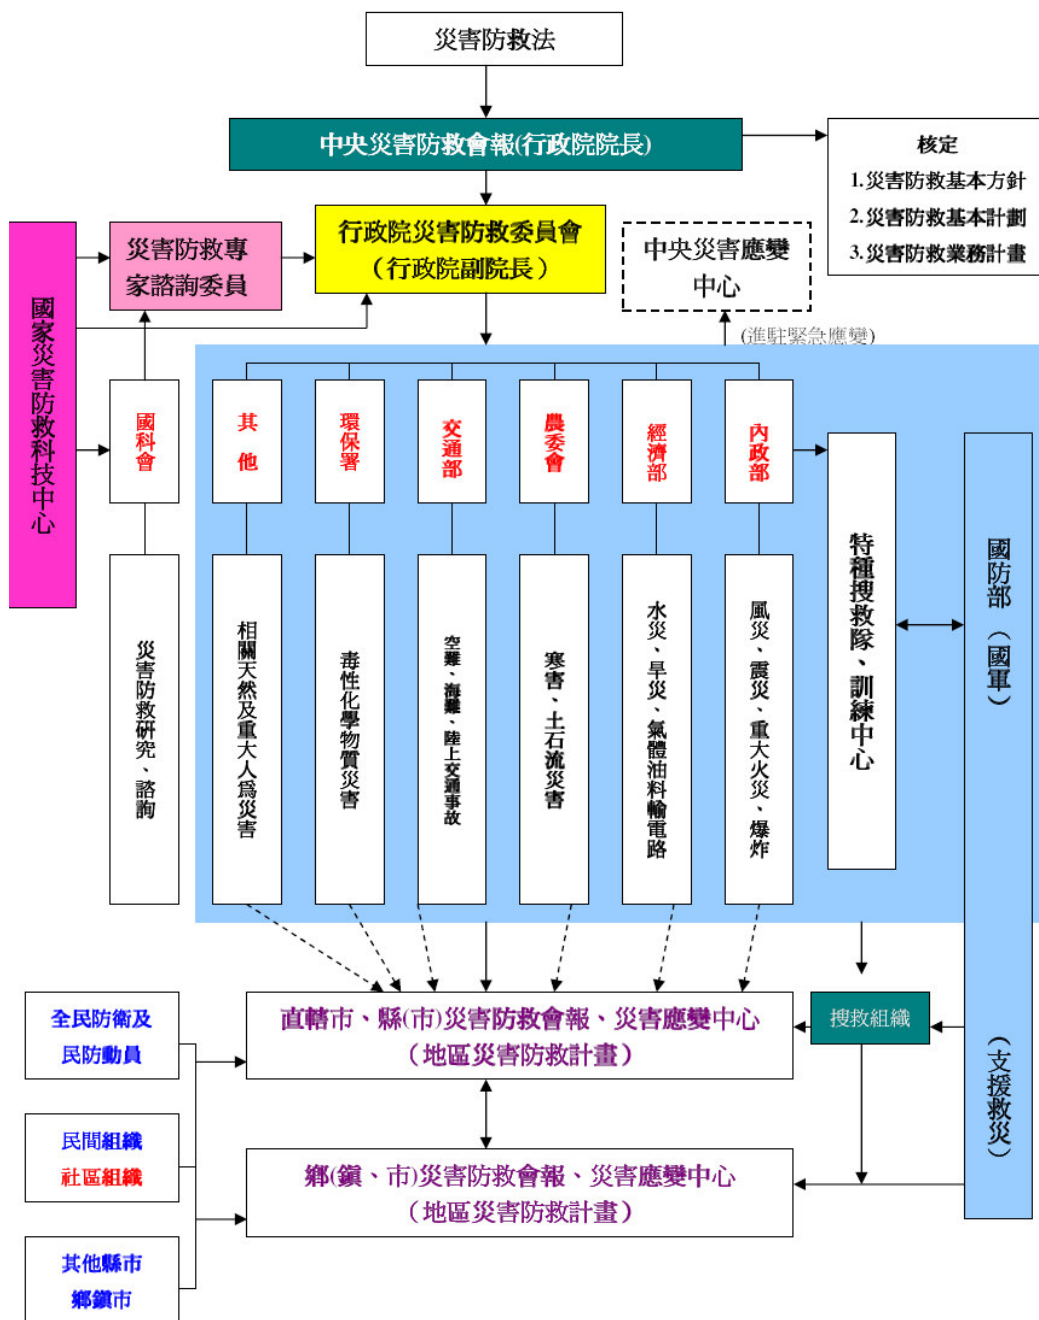 災害防救法
中央災害防救會報(行政院院長)
核定
1.災害防救基本方針
2.災害防救基本計劃
3.災害防救業務計畫
國家災害防救科技中心
災害防救專
家諮詢委員
行政院災害防救委員會
（行政院副院長）
中央災害應變
中心
(進駐緊急應變)
國科會
其 他
環保署
交通部
農委會
經濟部
內政部
災害防救研究、諮詢
相關天然及重大人為災害
毒性化學物質災害
空難、海難、陸上交通事故
寒害、土石流災害
水災、旱災、氣體油料輸電路
風災、震災、重大火災、爆炸
特種搜救隊、訓練中心
國防部（國軍）
（支援救災）
全民防衛及
民防動員
直轄市、縣(市)災害防救會報、災害應變中心
（地區災害防救計畫）
搜救組織
民間組織
社區組織
鄉(鎮、市)災害防救會報、災害應變中心
（地區災害防救計畫）
其他縣市
鄉鎮市